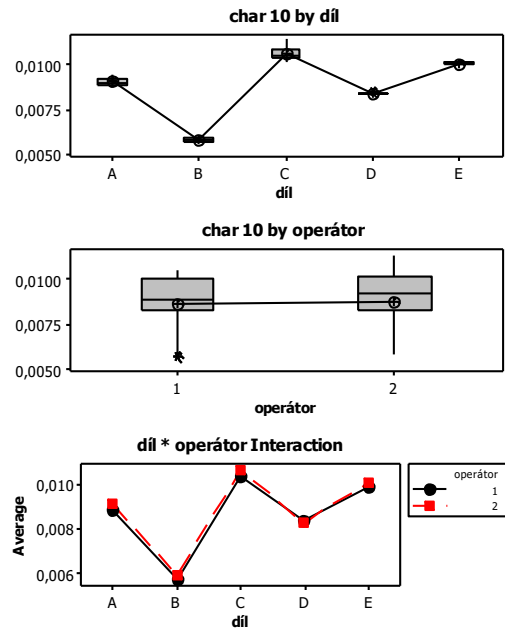 char 10 by díl
0,0100
0,0075
0,0050
A B C D E
díl
char 10 by operátor
0,0100
0,0075
0,0050
1 2
operátor
díl * operátor Interaction
0,010
0,008
0,006
Average
A B C D E
díl
operátor
1
2